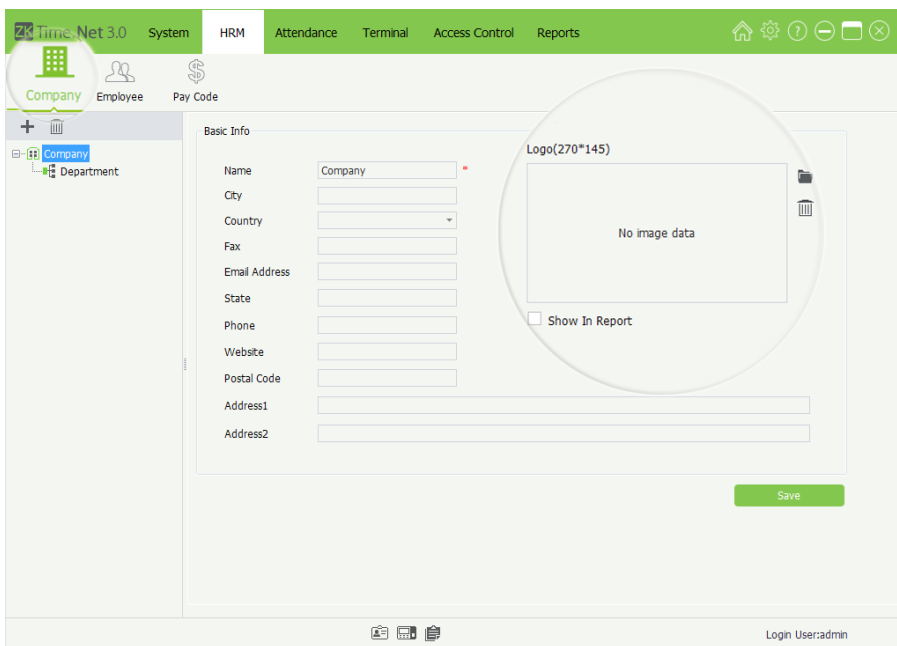 ZKTime.Net 3.0 System HRM Attendance Terminal Access Control Reports
Company Employee Pay Code
Company
Department
Basic Info
Logo(270*145)
No image data
Show In Report
Name Company *
City
Country
Fax
Email Address
State
Phone
Website
Postal Code
Address1
Address2
Save
Login User:admin